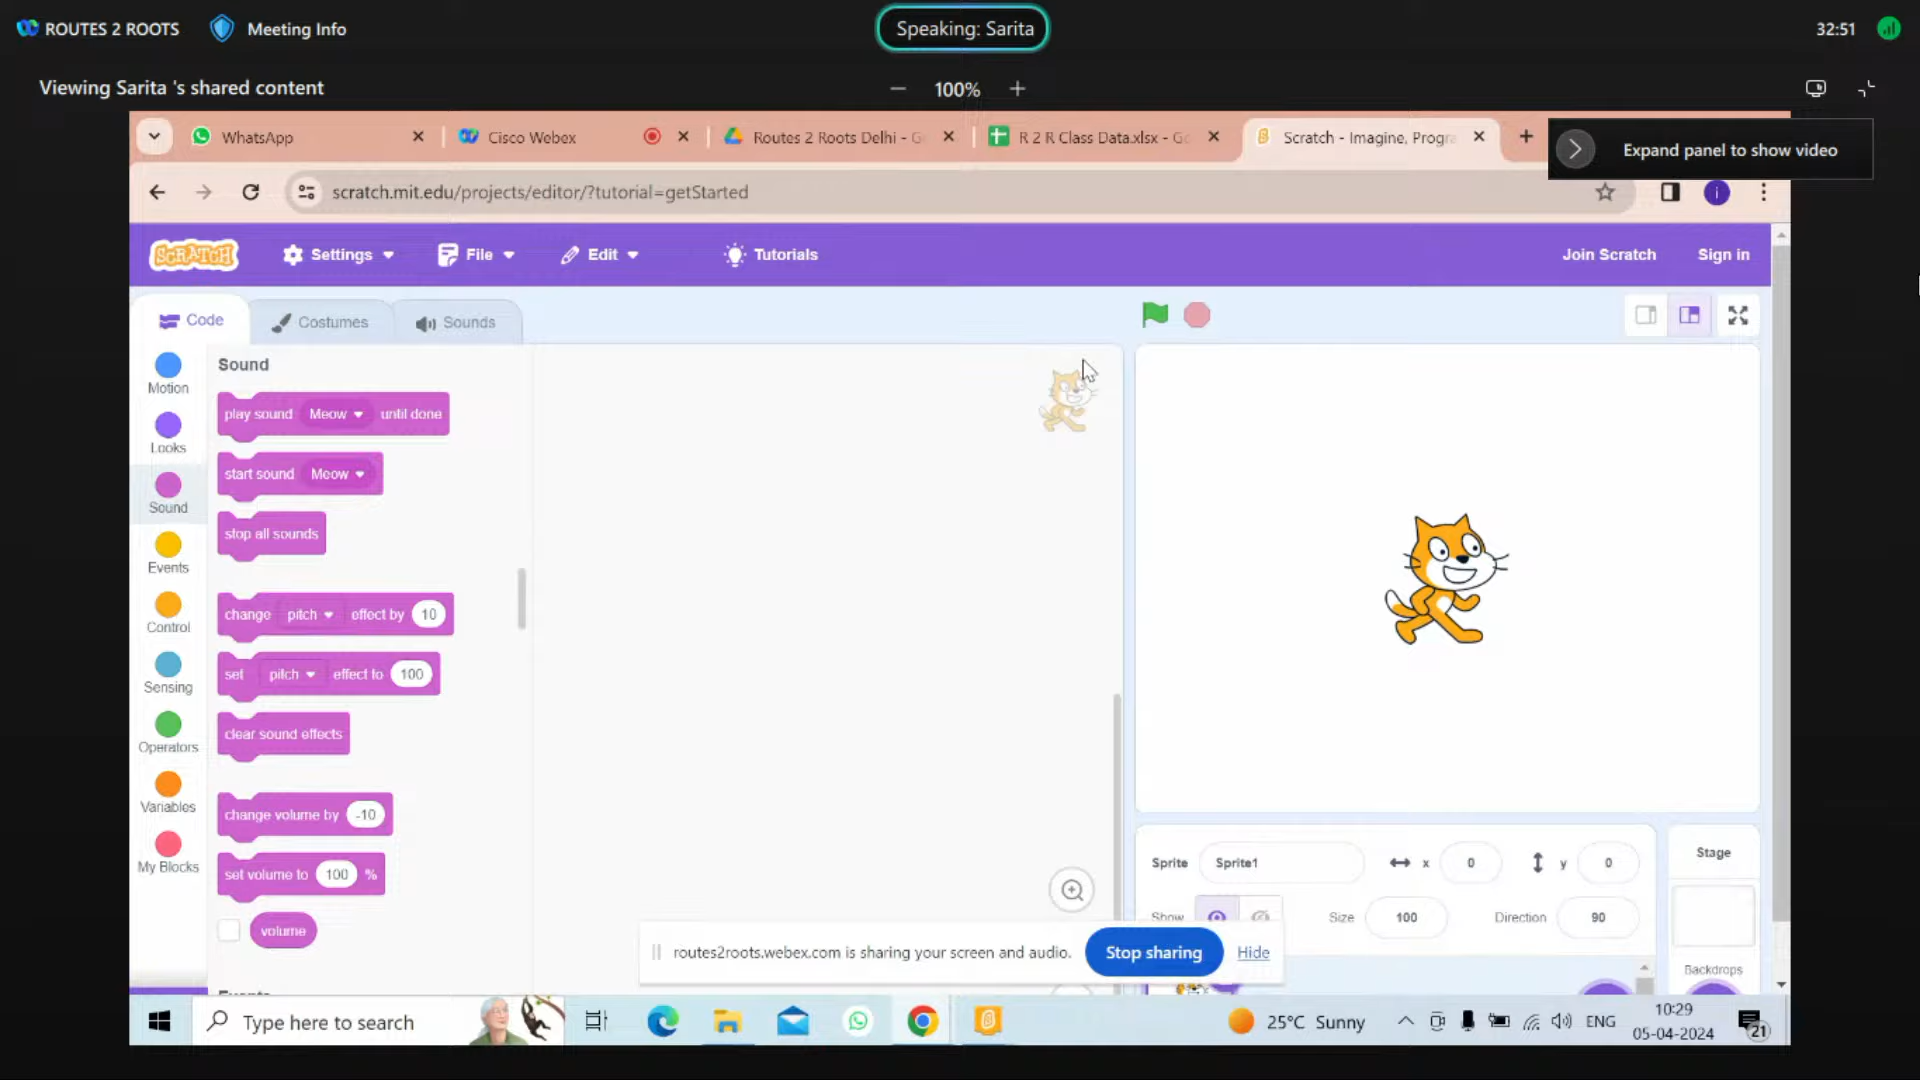 ROUTES 2 ROOTS
Meeting Info
Speaking: Sarita
32:51
Viewing Sarita 's shared content
100%
WhatsApp
Cisco Webex
Routes 2 Roots Delhi - G
R 2 R Class Data.xlsx - Go
Scratch - Imagine, Progra
Expand panel to show video
scratch.mit.edu/projects/editor/?tutorial=getStarted
i
SCRATCH
Settings
File
Edit
Tutorials
Join Scratch
Sign in
Code
Costumes
Sounds
Motion
Looks
Sound
Events
Control
Sensing
Operators
Variables
My Blocks
Sound
play sound Meow until done
start sound Meow
stop all sounds
change pitch effect by 10
set pitch effect to 100
clear sound effects
change volume by -10
set volume to 100 %
volume
Events
Sprite Sprite1 x 0 y 0
Show Size 100 Direction 90
Stage
Backdrops
routes2roots.webex.com is sharing your screen and audio.
Stop sharing
Hide
Type here to search
25°C Sunny
ENG
10:29
05-04-2024
21